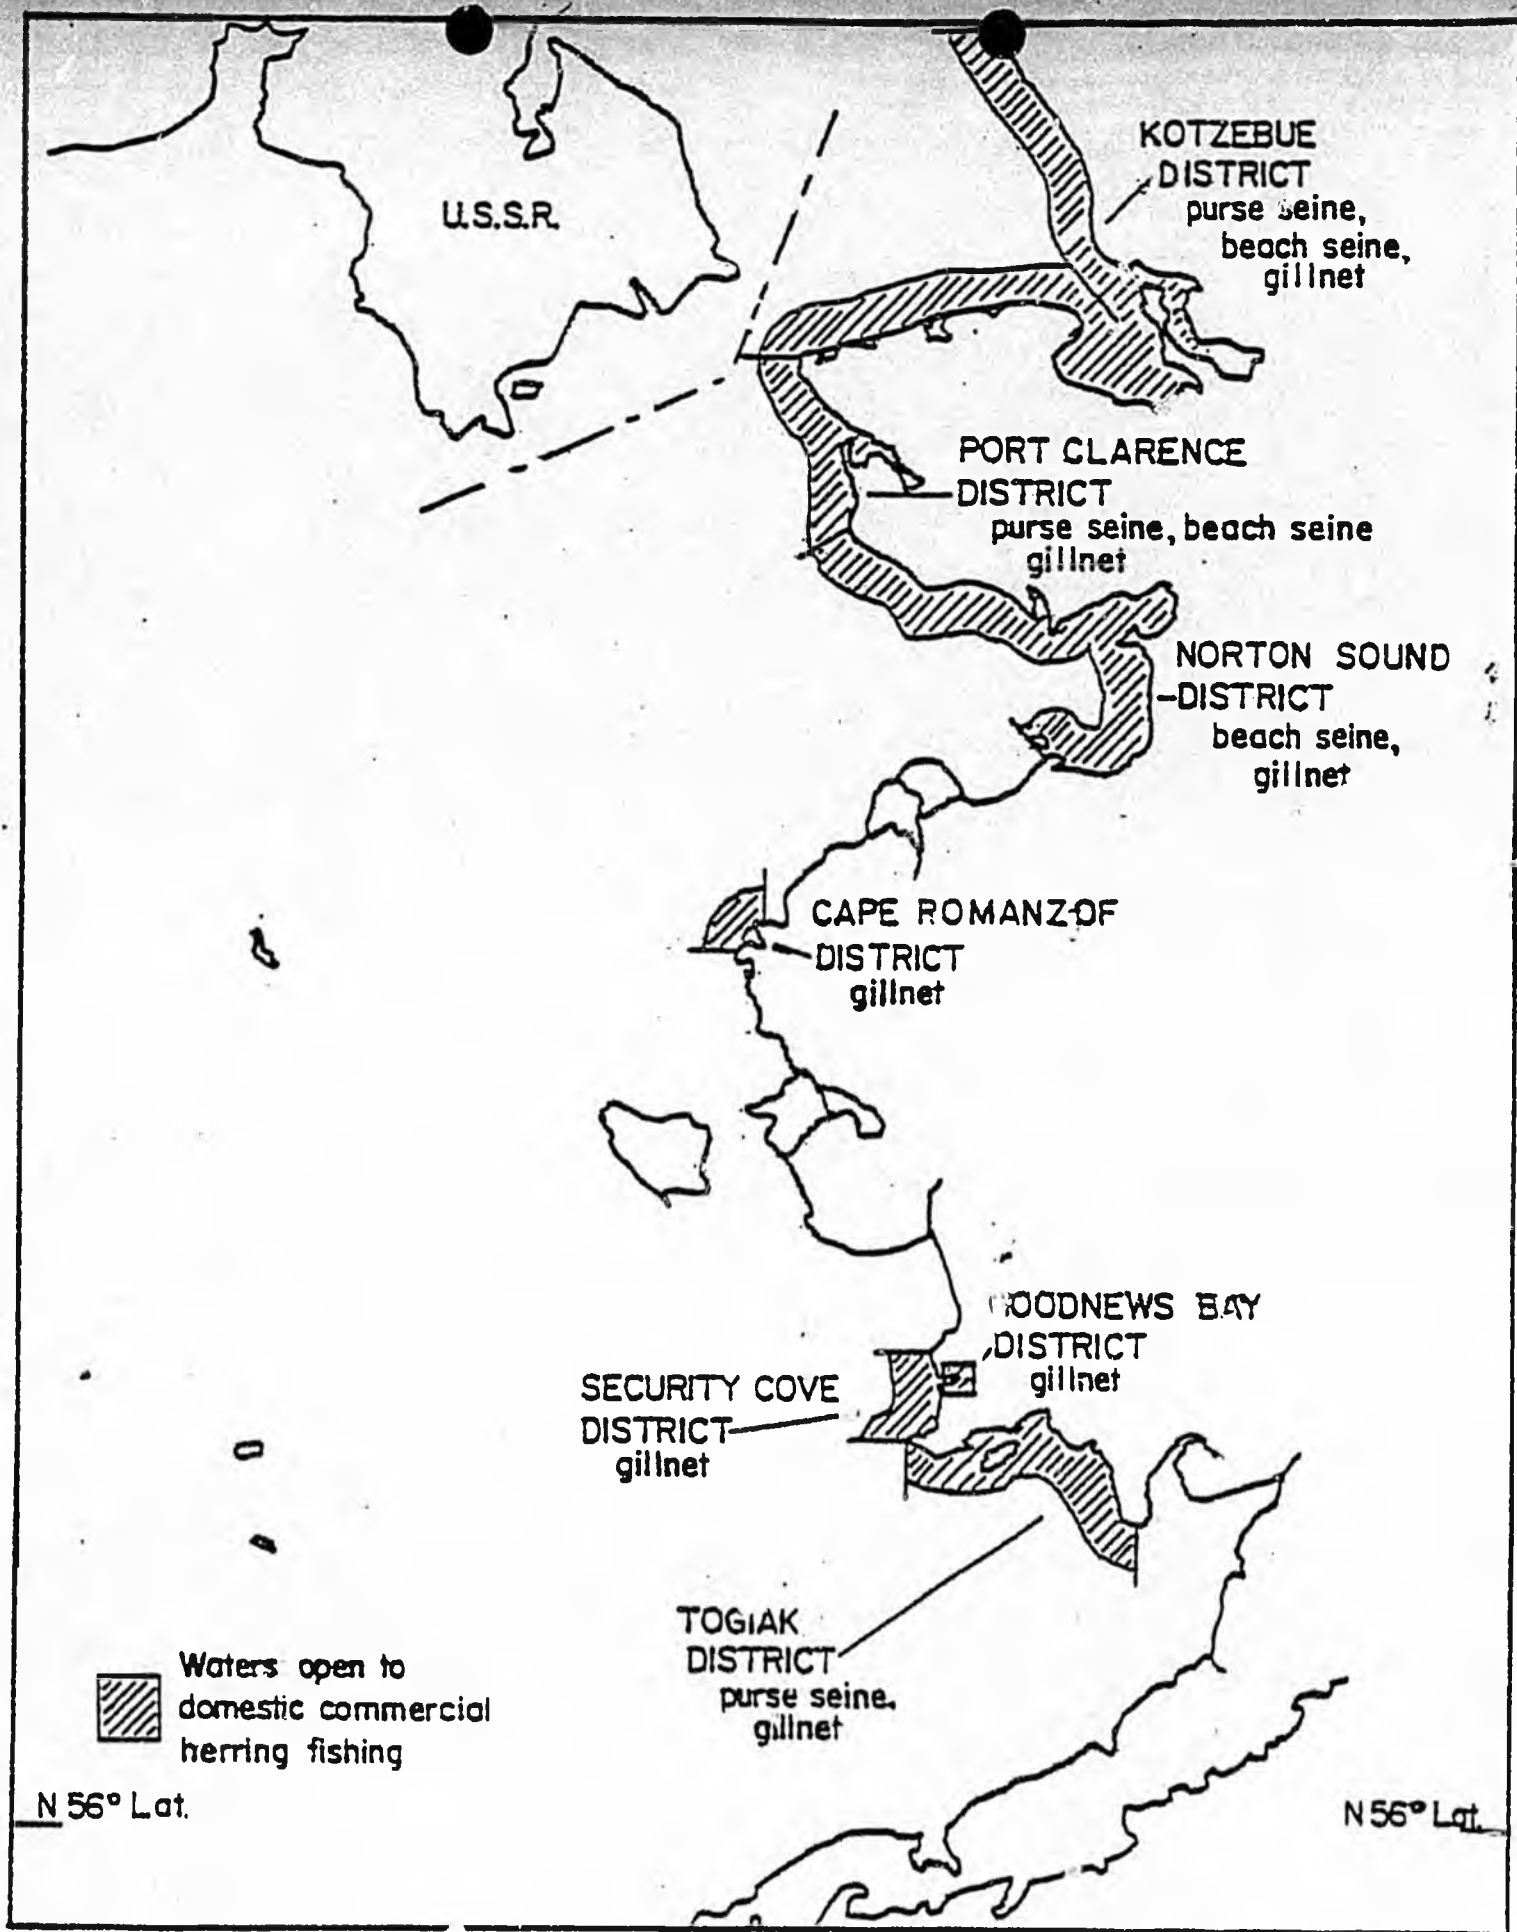 U.S.S.R.
KOTZEBUE
DISTRICT
purse seine,
beach seine,
gillnet
PORT CLARENCE
DISTRICT
purse seine, beach seine
gillnet
NORTON SOUND
DISTRICT
beach seine,
gillnet
CAPE ROMANZOF
DISTRICT
gillnet
GOODNEWS BAY
DISTRICT
gillnet
SECURITY COVE
DISTRICT
gillnet
TOGIAK
DISTRICT
purse seine,
gillnet
Waters open to
domestic commercial
herring fishing
N 56° Lat.
N 56° Lat.